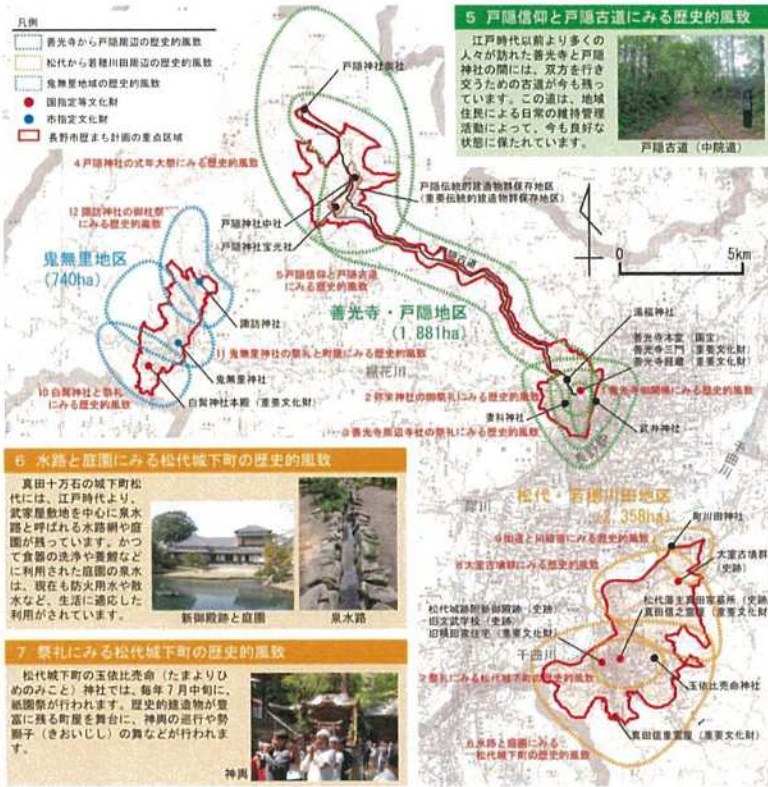 凡例
善光寺から戸隠周辺の歴史的風致
松代から若穂川田周辺の歴史的風致
鬼無里地域の歴史的風致
国指定等文化財
市指定文化財
長野市歴まち計画の重点区域
5 戸隠信仰と戸隠古道にみる歴史的風致
江戸時代以前より多くの
人々が訪れた善光寺と戸隠
神社の間には、双方を行き
交うための古道が今も残っ
ています。この道は、地域
住民による日常の維持管理
活動によって、今も良好な
状態に保たれています。
戸隠古道（中院道）
戸隠神社奥社
4戸隠神社の式年大祭にみる歴史的風致
戸隠伝統的建造物群保存地区
（重要伝統的建造物群保存地区）
戸隠神社中社
戸隠神社宝光社
戸隠古道
5戸隠信仰と戸隠古道
にみる歴史的風致
0 5km
12諏訪神社の御柱祭
にみる歴史的風致
鬼無里地区
（740ha）
諏訪神社
11鬼無里神社の祭礼と町屋にみる歴史的風致
鬼無里神社
10白髯神社と祭礼
にみる歴史的風致
白髯神社本殿（重要文化財）
善光寺・戸隠地区
（1,881ha）
裾花川
湯福神社
善光寺本堂（国宝）
善光寺三門（重要文化財）
善光寺経蔵（重要文化財）
1善光寺御開帳にみる歴史的風致
2弥栄神社の御祭礼にみる歴史的風致
妻科神社
武井神社
3善光寺周辺寺社の祭礼にみる歴史的風致
長野駅
千曲川
犀川
6 水路と庭園にみる松代城下町の歴史的風致
真田十万石の城下町松
代には、江戸時代より、
武家屋敷地を中心に泉水
路と呼ばれる水路網や庭
園が残っています。かつ
て食器の洗浄や養鯉など
に利用された庭園の泉水
は、現在も防火用水や散
水など、生活に適応した
利用がされています。
新御殿跡と庭園
泉水路
7 祭礼にみる松代城下町の歴史的風致
松代城下町の玉依比売命（たまよりひ
めのみこと）神社では、毎年7月中旬に、
祇園祭が行われます。歴史的建造物が豊
富に残る町屋を舞台に、神輿の巡行や勢
獅子（きおいじし）の舞などが行われま
す。
神輿
松代・若穂川田地区
358ha）
町川田神社
にみる歴史的風致
大室古墳群
（史跡）
8大室古墳群にみる歴史的風致
松代城跡附新御殿跡（史跡）
旧文武学校（史跡）
旧横田家住宅（重要文化財）
松代藩主真田家墓所（史跡）
真田信之霊屋（重要文化財）
千曲川
7祭礼にみる松代城下町の歴史的風致
玉依比売命神社
6水路と庭園にみる
松代城下町の歴史的風致
真田信重霊屋（重要文化財）